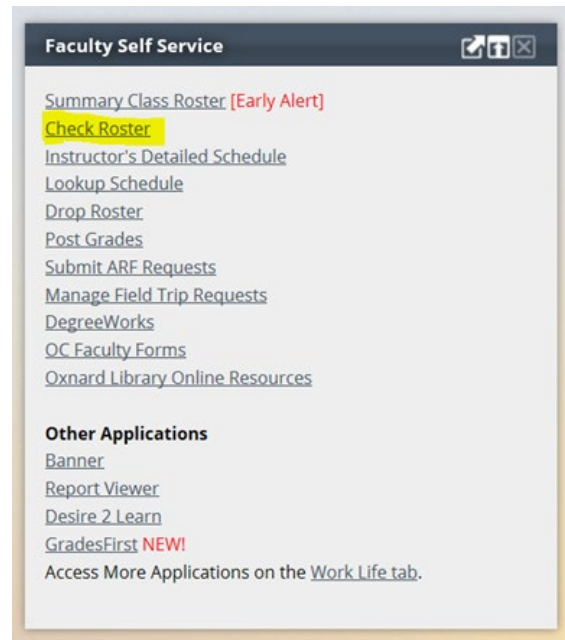 Faculty Self Service
Summary Class Roster [Early Alert]
Check Roster
Instructor's Detailed Schedule
Lookup Schedule
Drop Roster
Post Grades
Submit ARF Requests
Manage Field Trip Requests
DegreeWorks
OC Faculty Forms
Oxnard Library Online Resources
Other Applications
Banner
Report Viewer
Desire 2 Learn
GradesFirst NEW!
Access More Applications on the Work Life tab.